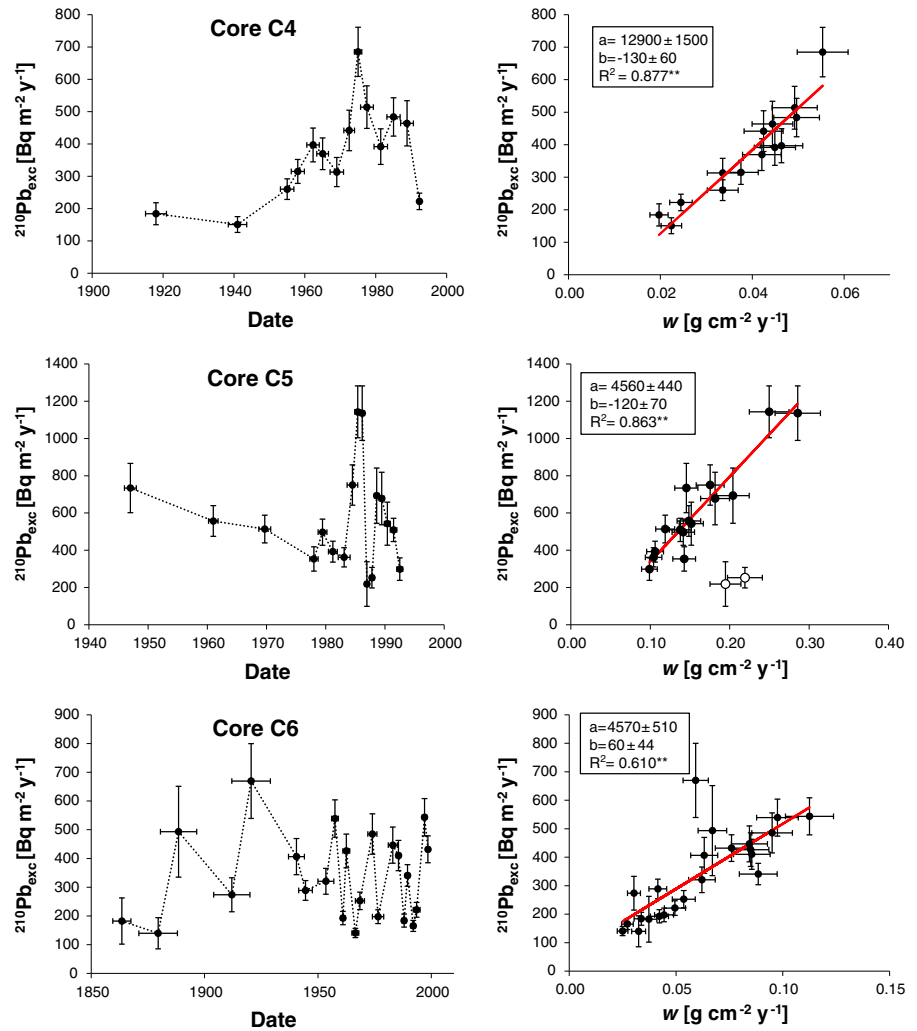 Core C4
²¹⁰Pbexc [Bq m⁻² y⁻¹]
800
700
600
500
400
300
200
100
0
1900 1920 1940 1960 1980 2000
Date
a= 12900±1500
b=-130±60
R² = 0.877**
²¹⁰Pbexc [Bq m⁻² y⁻¹]
800
700
600
500
400
300
200
100
0
0.00 0.02 0.04 0.06
w [g cm⁻² y⁻¹]
Core C5
²¹⁰Pbexc [Bq m⁻² y⁻¹]
1400
1200
1000
800
600
400
200
0
1940 1950 1960 1970 1980 1990 2000
Date
a= 4560±440
b=-120±70
R²= 0.863**
²¹⁰Pbexc [Bq m⁻² y⁻¹]
1400
1200
1000
800
600
400
200
0
0.00 0.10 0.20 0.30 0.40
w [g cm⁻² y⁻¹]
Core C6
²¹⁰Pbexc [Bq m⁻² y⁻¹]
900
800
700
600
500
400
300
200
100
0
1850 1900 1950 2000
Date
a=4570±510
b=60±44
R²= 0.610**
²¹⁰Pbexc [Bq m⁻² y⁻¹]
900
800
700
600
500
400
300
200
100
0
0.00 0.05 0.10 0.15
w [g cm⁻² y⁻¹]